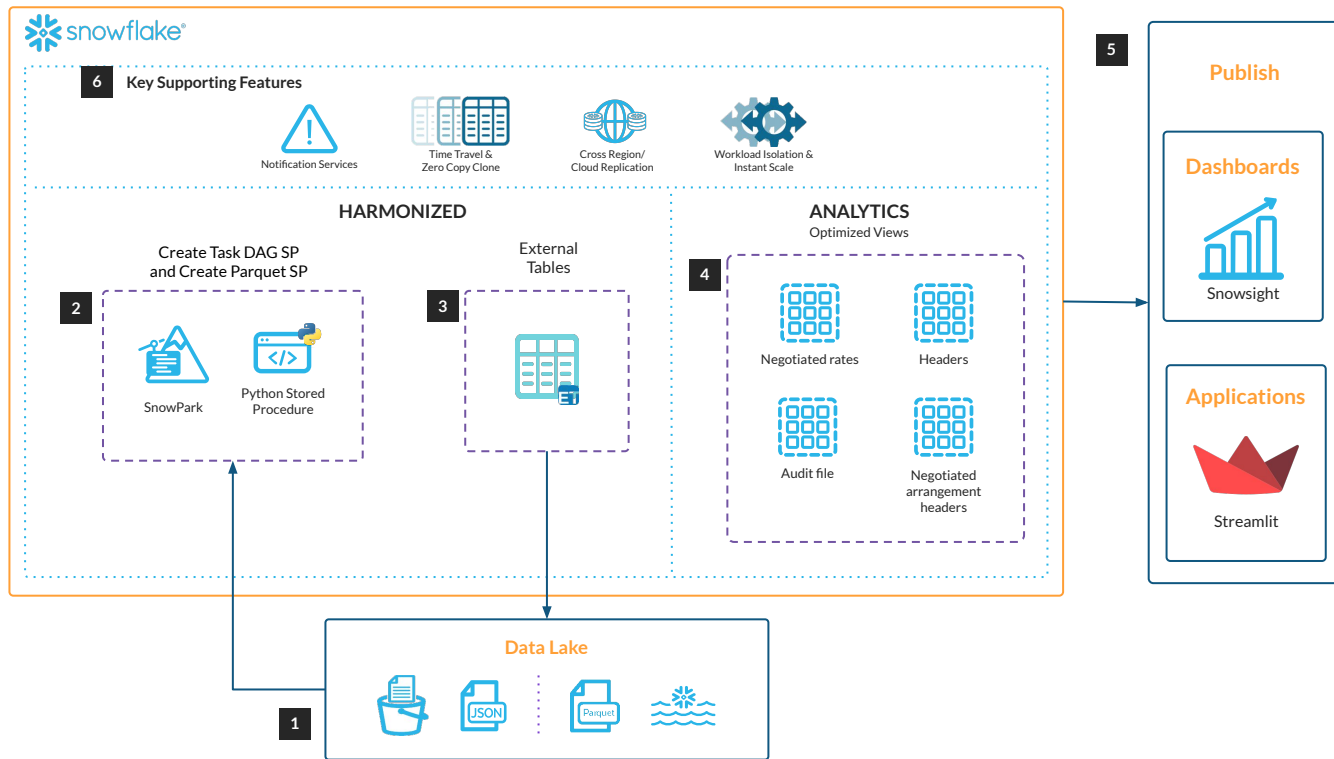 snowflake®
6
Key Supporting Features
Notification Services
Time Travel &
Zero Copy Clone
Cross Region/
Cloud Replication
Workload Isolation &
Instant Scale
HARMONIZED
Create Task DAG SP
and Create Parquet SP
2
SnowPark
</>
Python Stored
Procedure
External
Tables
3
ET
ANALYTICS
Optimized Views
4
Negotiated rates
Headers
Audit file
Negotiated
arrangement
headers
5
Publish
Dashboards
Snowsight
Applications
Streamlit
1
Data Lake
JSON
Parquet